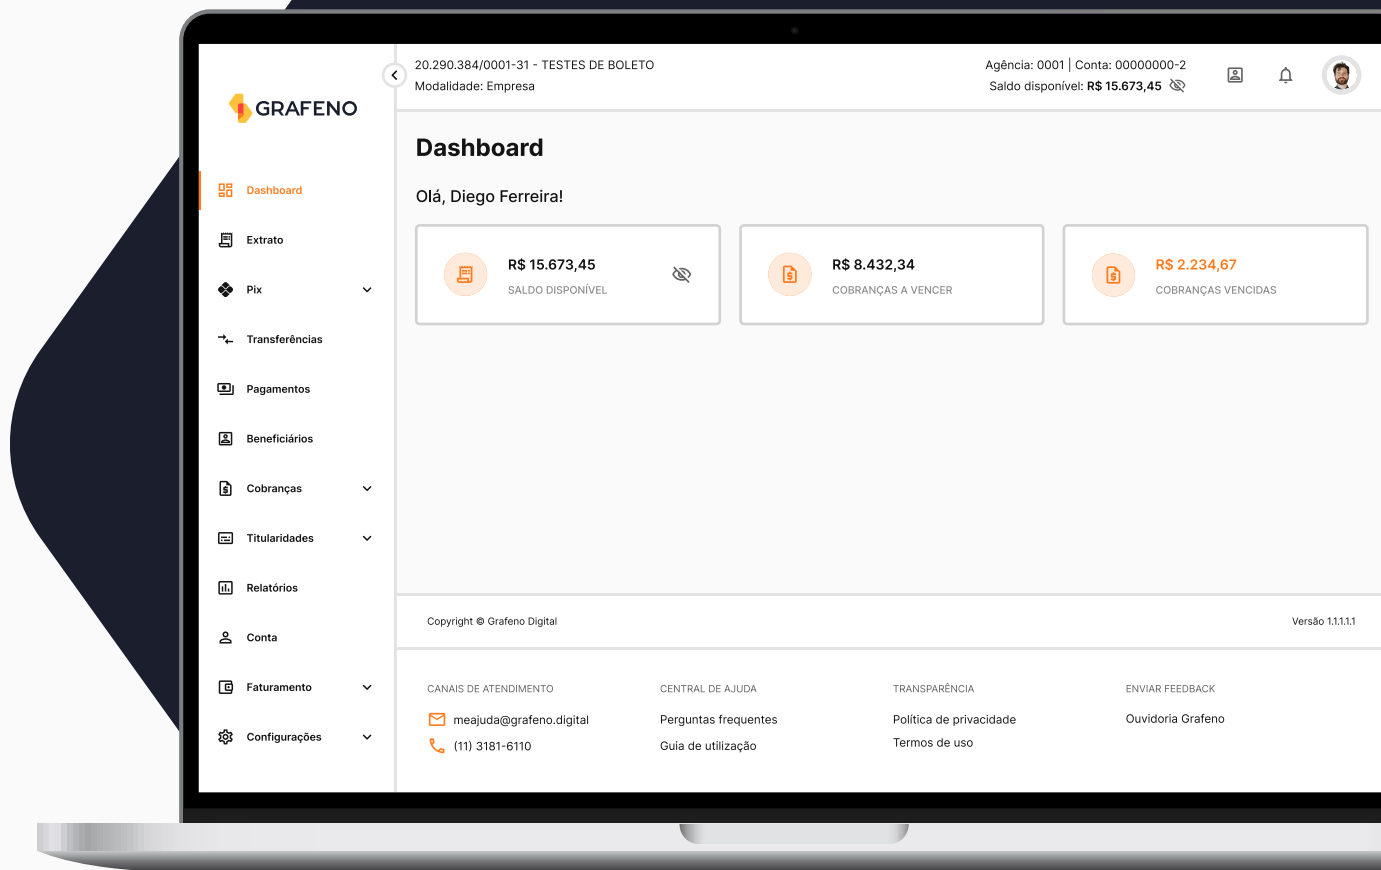 20.290.384/0001-31 - TESTES DE BOLETO
Modalidade: Empresa
Agência: 0001 | Conta: 00000000-2
Saldo disponível: R$ 15.673,45
GRAFENO
Dashboard
Extrato
Pix
Transferências
Pagamentos
Beneficiários
Cobranças
Titularidades
Relatórios
Conta
Faturamento
Configurações
Dashboard
Olá, Diego Ferreira!
R$ 15.673,45
SALDO DISPONÍVEL
R$ 8.432,34
COBRANÇAS A VENCER
R$ 2.234,67
COBRANÇAS VENCIDAS
Copyright © Grafeno Digital
Versão 1.1.1.1.1
CANAIS DE ATENDIMENTO
meajuda@grafeno.digital
(11) 3181-6110
CENTRAL DE AJUDA
Perguntas frequentes
Guia de utilização
TRANSPARÊNCIA
Política de privacidade
Termos de uso
ENVIAR FEEDBACK
Ouvidoria Grafeno